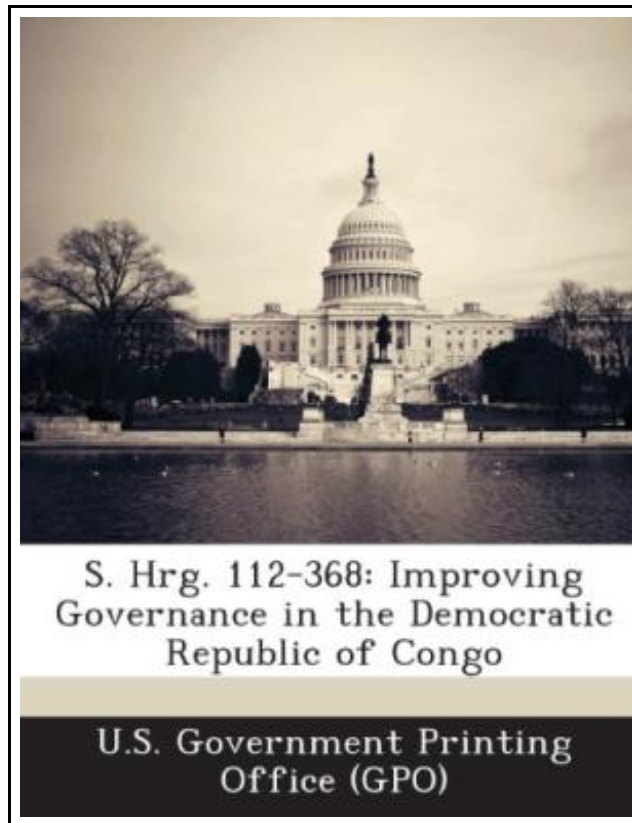 S. Hrg. 112-368: Improving
Governance in the Democratic
Republic of Congo
U.S. Government Printing
Office (GPO)